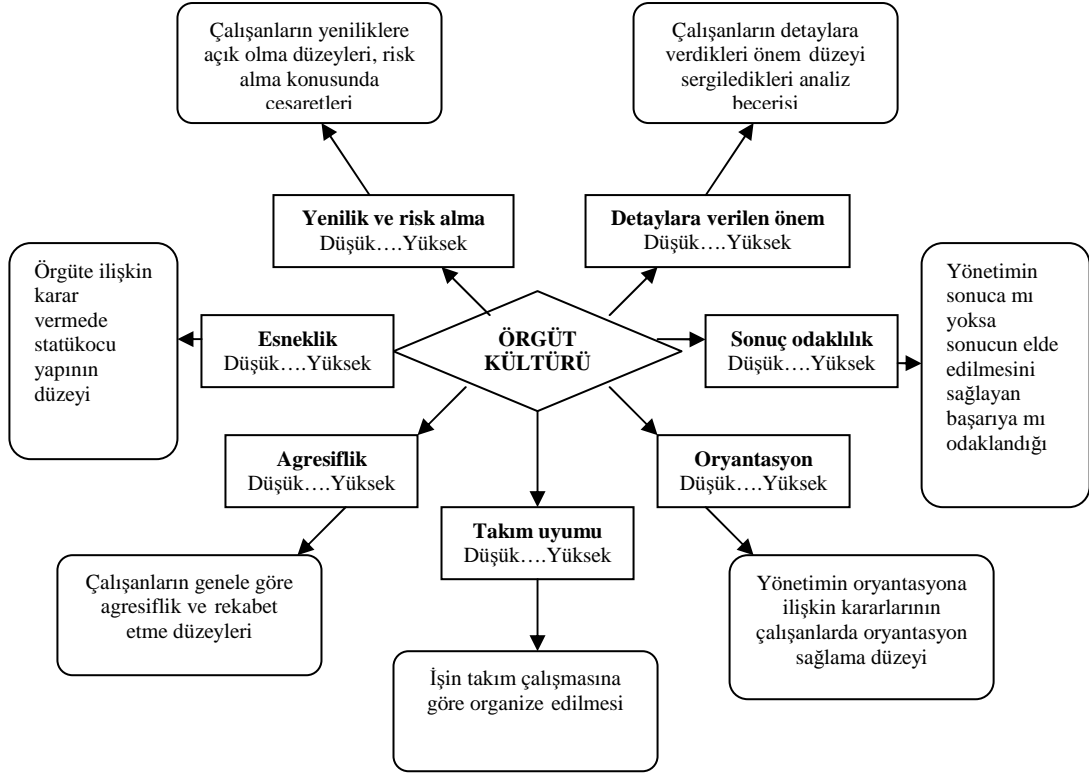 Çalışanların yeniliklere
açık olma düzeyleri, risk
alma konusunda
cesaretleri
Çalışanların detaylara
verdikleri önem düzeyi
sergiledikleri analiz
becerisi
Yenilik ve risk alma
Düşük….Yüksek
Detaylara verilen önem
Düşük….Yüksek
Örgüte ilişkin
karar
vermede
statükocu
yapının
düzeyi
Esneklik
Düşük….Yüksek
ÖRGÜT
KÜLTÜRÜ
Sonuç odaklılık
Düşük….Yüksek
Yönetimin
sonuca mı
yoksa
sonucun elde
edilmesini
sağlayan
başarıya mı
odaklandığı
Agresiflik
Düşük….Yüksek
Takım uyumu
Düşük….Yüksek
Oryantasyon
Düşük….Yüksek
Çalışanların genele göre
agresiflik ve rekabet
etme düzeyleri
İşin takım çalışmasına
göre organize edilmesi
Yönetimin oryantasyona
ilişkin kararlarının
çalışanlarda oryantasyon
sağlama düzeyi